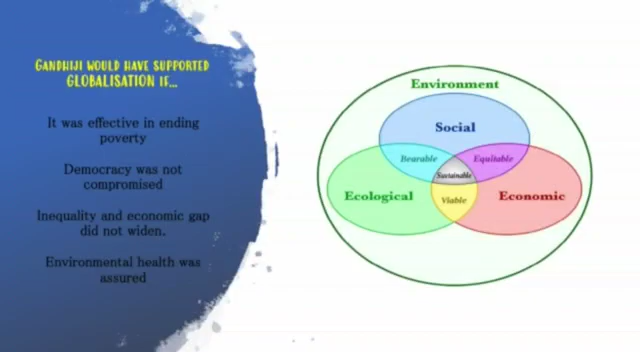 GANDHIJI WOULD HAVE SUPPORTED
GLOBALISATION IF...
It was effective in ending
poverty
Democracy was not
compromised
Inequality and economic gap
did not widen.
Environmental health was
assured
Environment
Social
Bearable
Equitable
Sustainable
Ecological
Economic
Viable